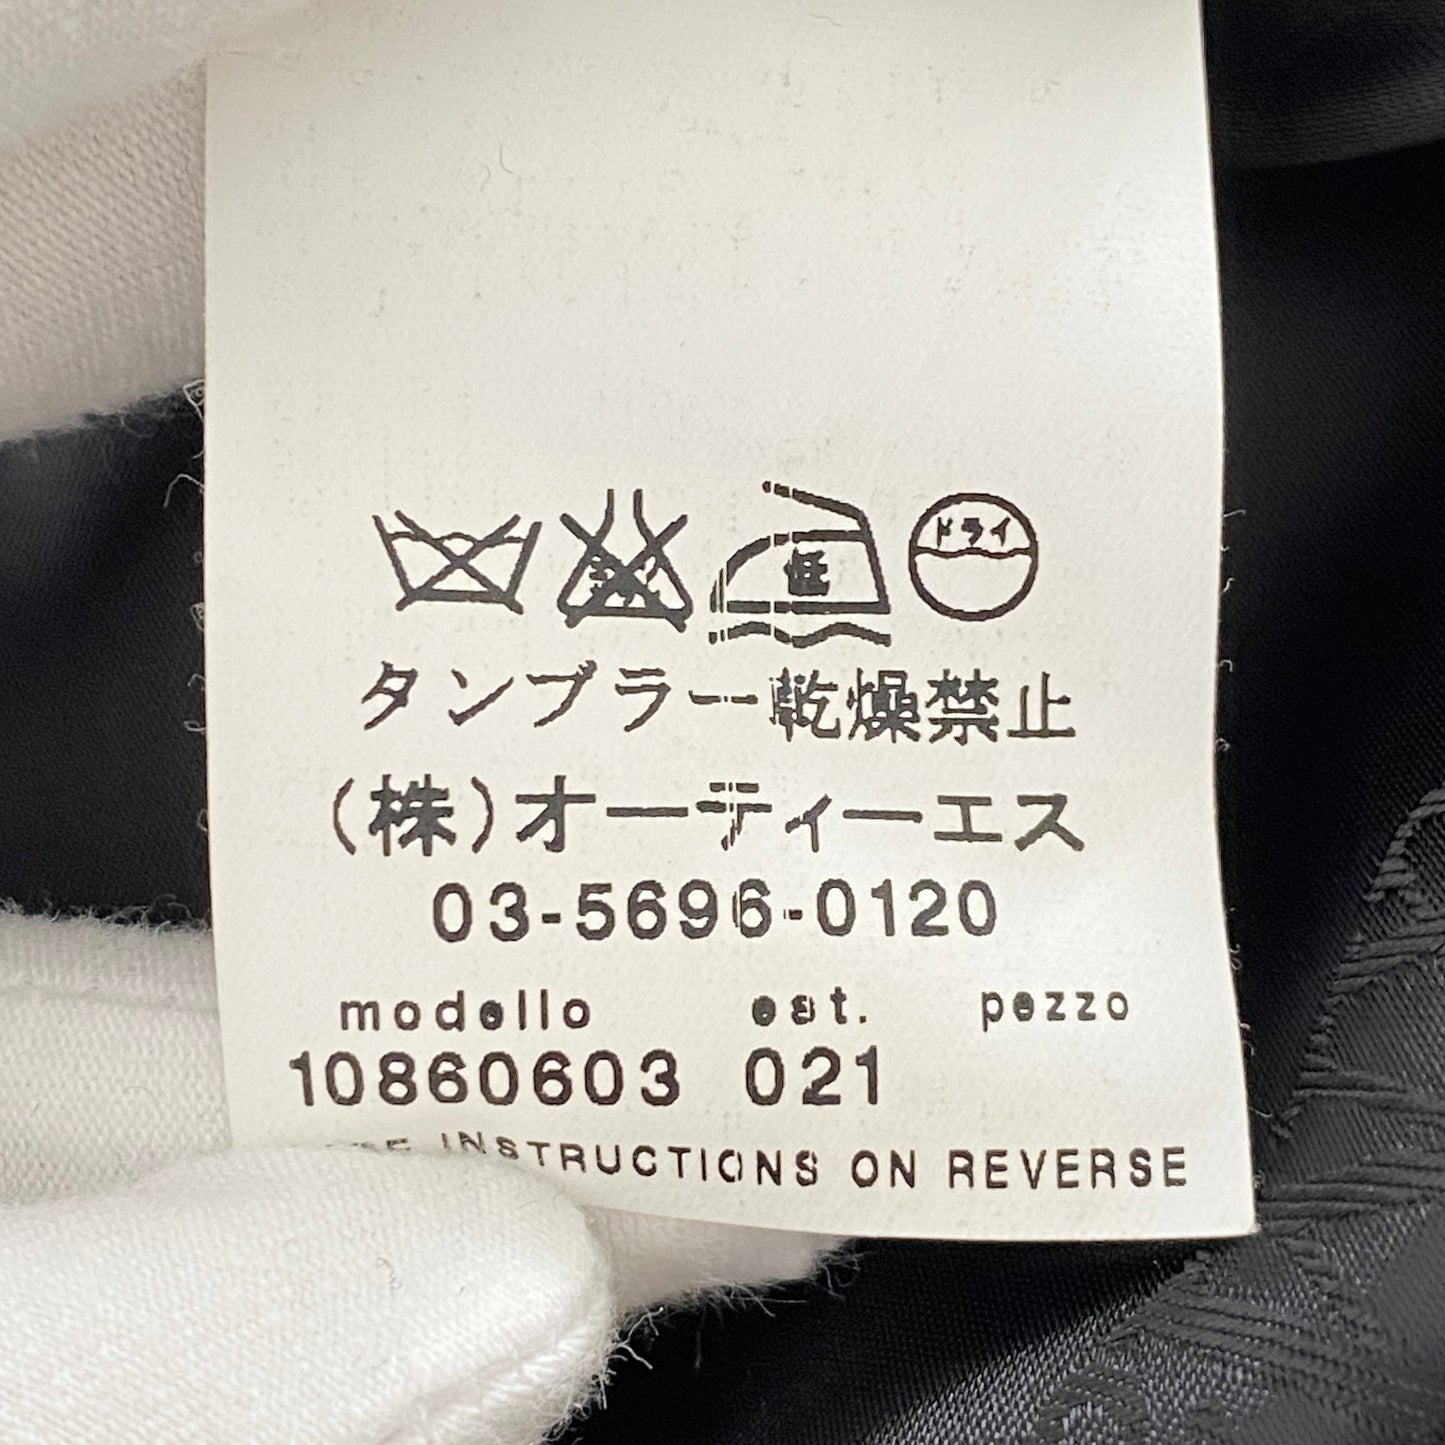 低 ドライ
タンブラー乾燥禁止
(株)オーティーエス
03-5696-0120
modello est. pezzo
10860603 021
INSTRUCTIONS ON REVERSE